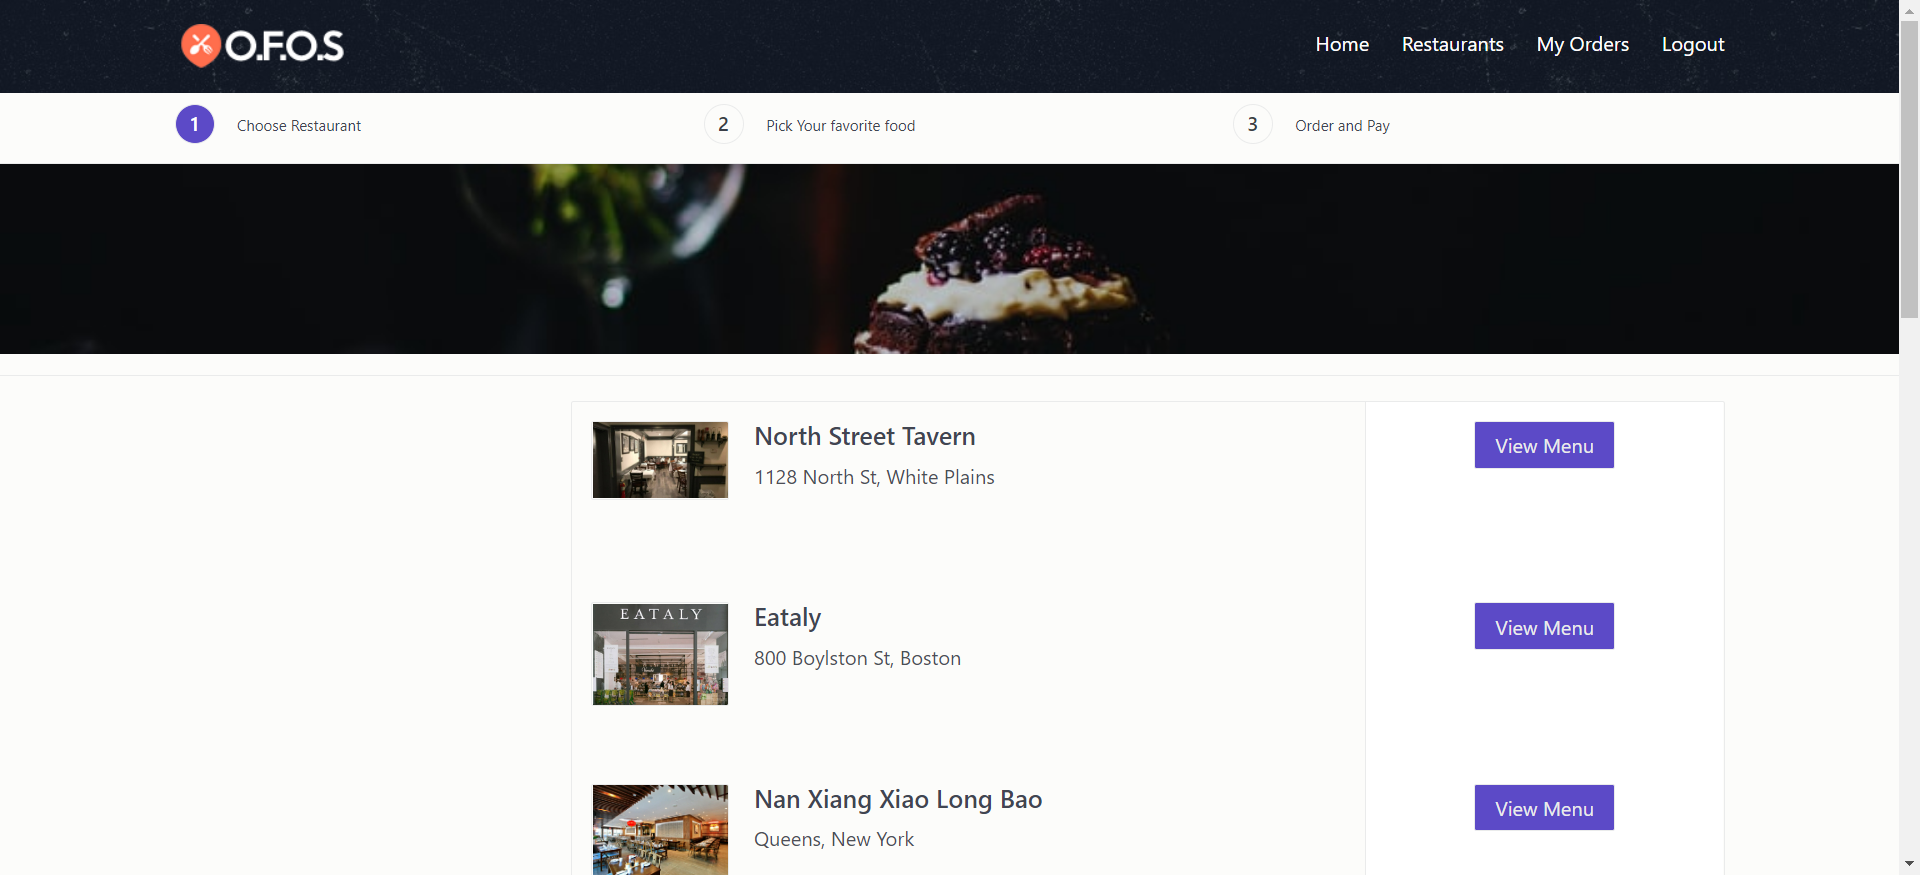 O.F.O.S
Home Restaurants My Orders Logout
1 Choose Restaurant 2 Pick Your favorite food 3 Order and Pay
North Street Tavern
1128 North St, White Plains
View Menu
EATALY
Eataly
800 Boylston St, Boston
View Menu
Nan Xiang Xiao Long Bao
Queens, New York
View Menu